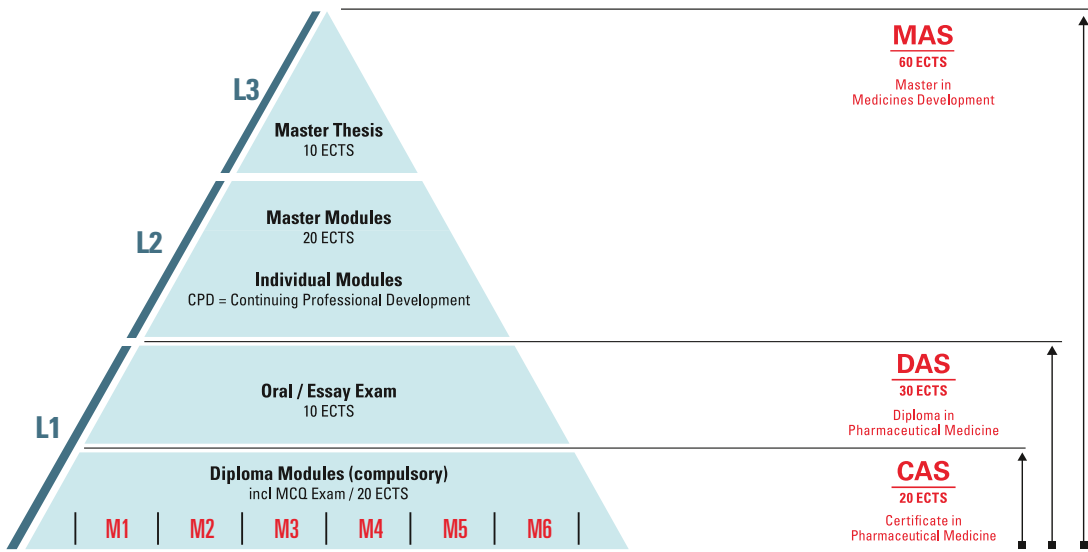 L3
Master Thesis
10 ECTS
L2
Master Modules
20 ECTS
Individual Modules
CPD = Continuing Professional Development
L1
Oral / Essay Exam
10 ECTS
Diploma Modules (compulsory)
incl MCQ Exam / 20 ECTS
M1 M2 M3 M4 M5 M6
MAS
60 ECTS
Master in
Medicines Development
DAS
30 ECTS
Diploma in
Pharmaceutical Medicine
CAS
20 ECTS
Certificate in
Pharmaceutical Medicine